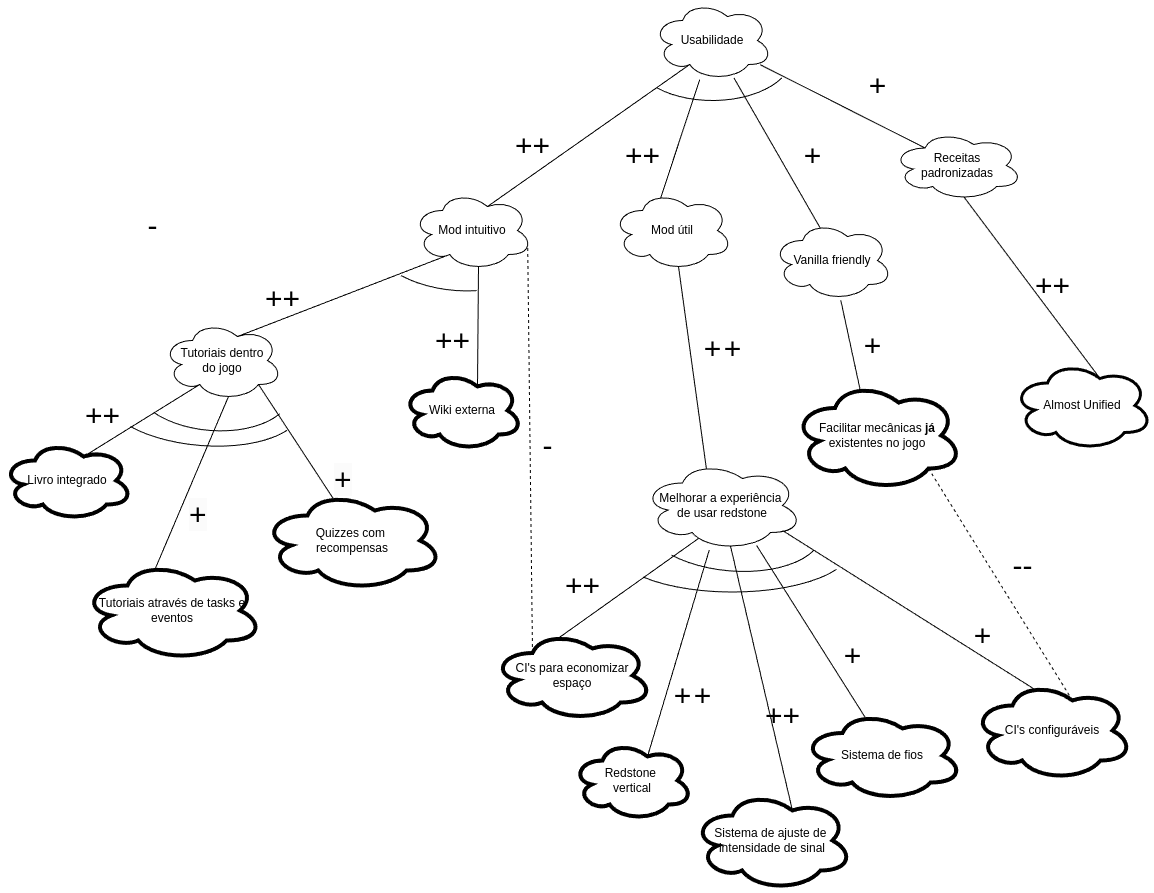 Usabilidade
+
++
++
+
Receitas
padronizadas
-
Mod intuitivo
Mod útil
Vanilla friendly
++
++
++
++
+
Tutoriais dentro
do jogo
++
Wiki externa
Facilitar mecânicas já
existentes no jogo
Almost Unified
-
Livro integrado
+
+
Quizzes com
recompensas
Melhorar a experiência
de usar redstone
Tutoriais através de tasks e
eventos
++
--
+
+
CI's para economizar
espaço
++
++
CI's configuráveis
Sistema de fios
Redstone
vertical
Sistema de ajuste de
intensidade de sinal